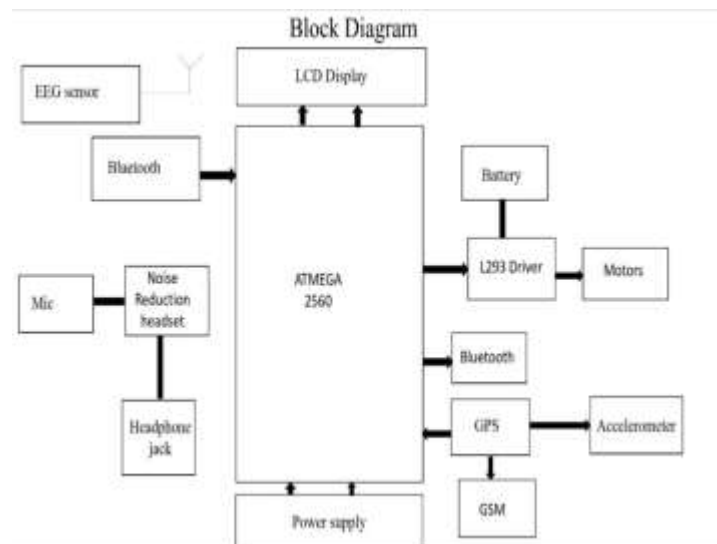 Block Diagram
LCD Display
EEG sensor
Bluetooth
Battery
ATMEGA
2560
L293 Driver
Motors
Mic
Noise
Reduction
headset
Bluetooth
Headphone
jack
GPS
Accelerometer
GSM
Power supply